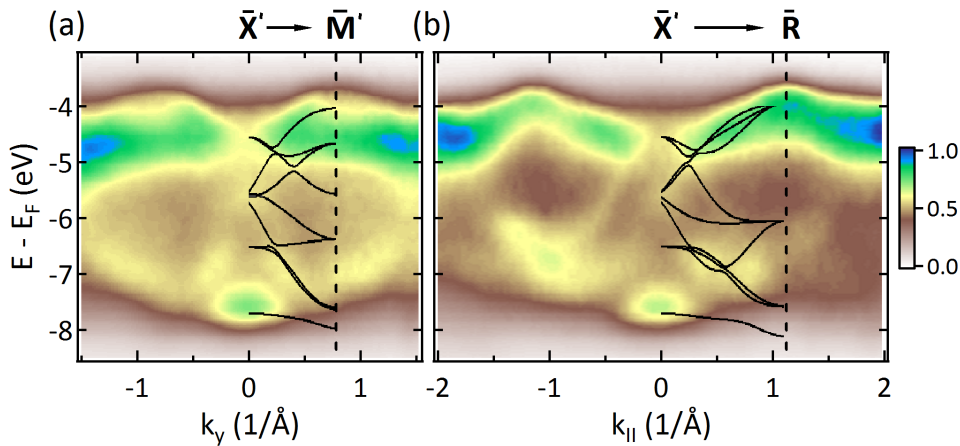 (a) X̄' → M̄' (b) X̄' → R̄
E - E_F (eV)
-4
-5
-6
-7
-8
-1 0 1 -2 -1 0 1 2
k_y (1/Å) k_|| (1/Å)
1.0
0.5
0.0